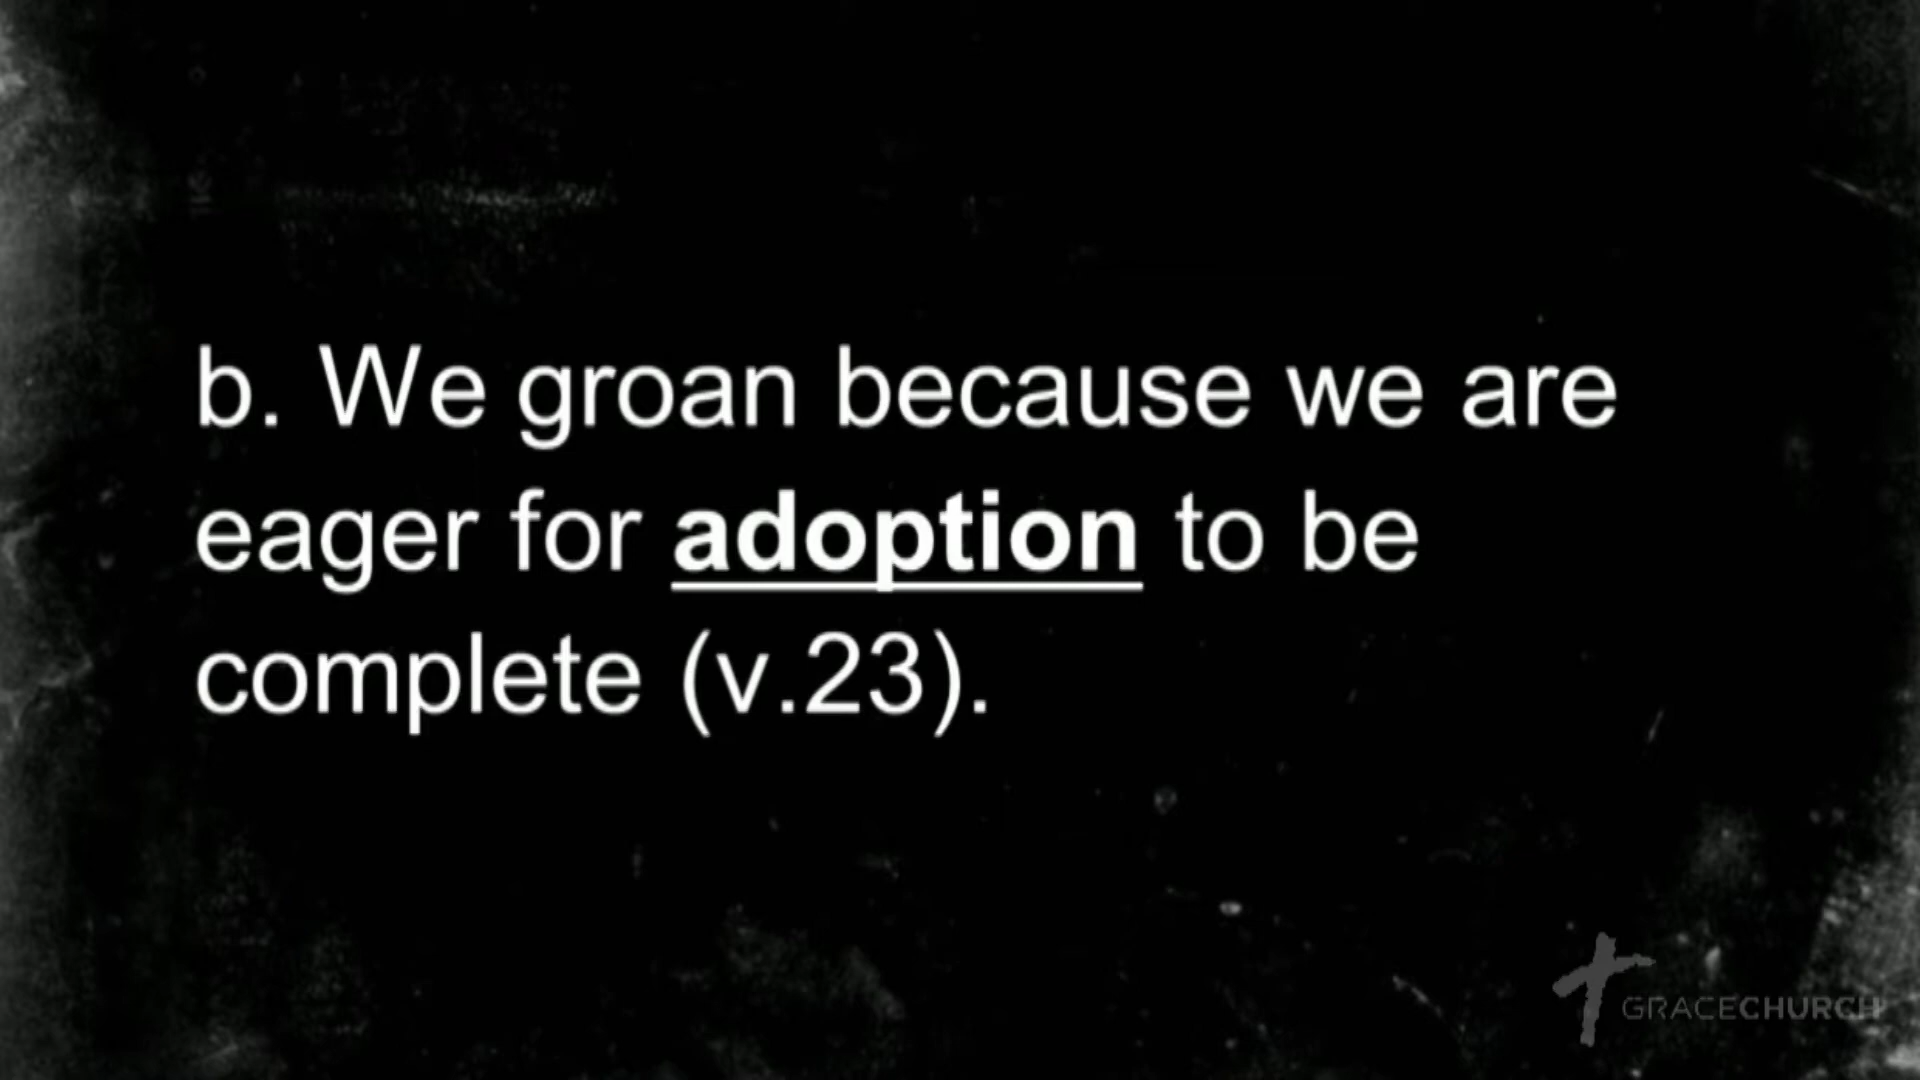 b. We groan because we are
eager for adoption to be
complete (v.23).
GRACECHURCH